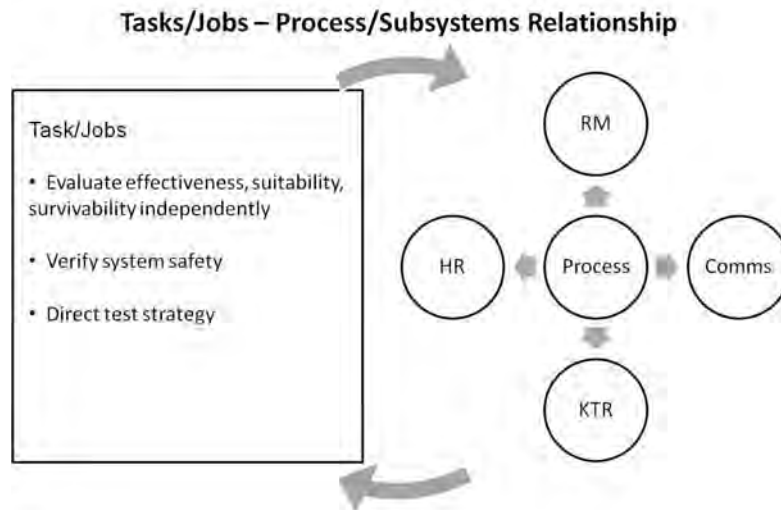 Tasks/Jobs – Process/Subsystems Relationship
Task/Jobs
• Evaluate effectiveness, suitability,
survivability independently
• Verify system safety
• Direct test strategy
RM
HR
Process
Comms
KTR